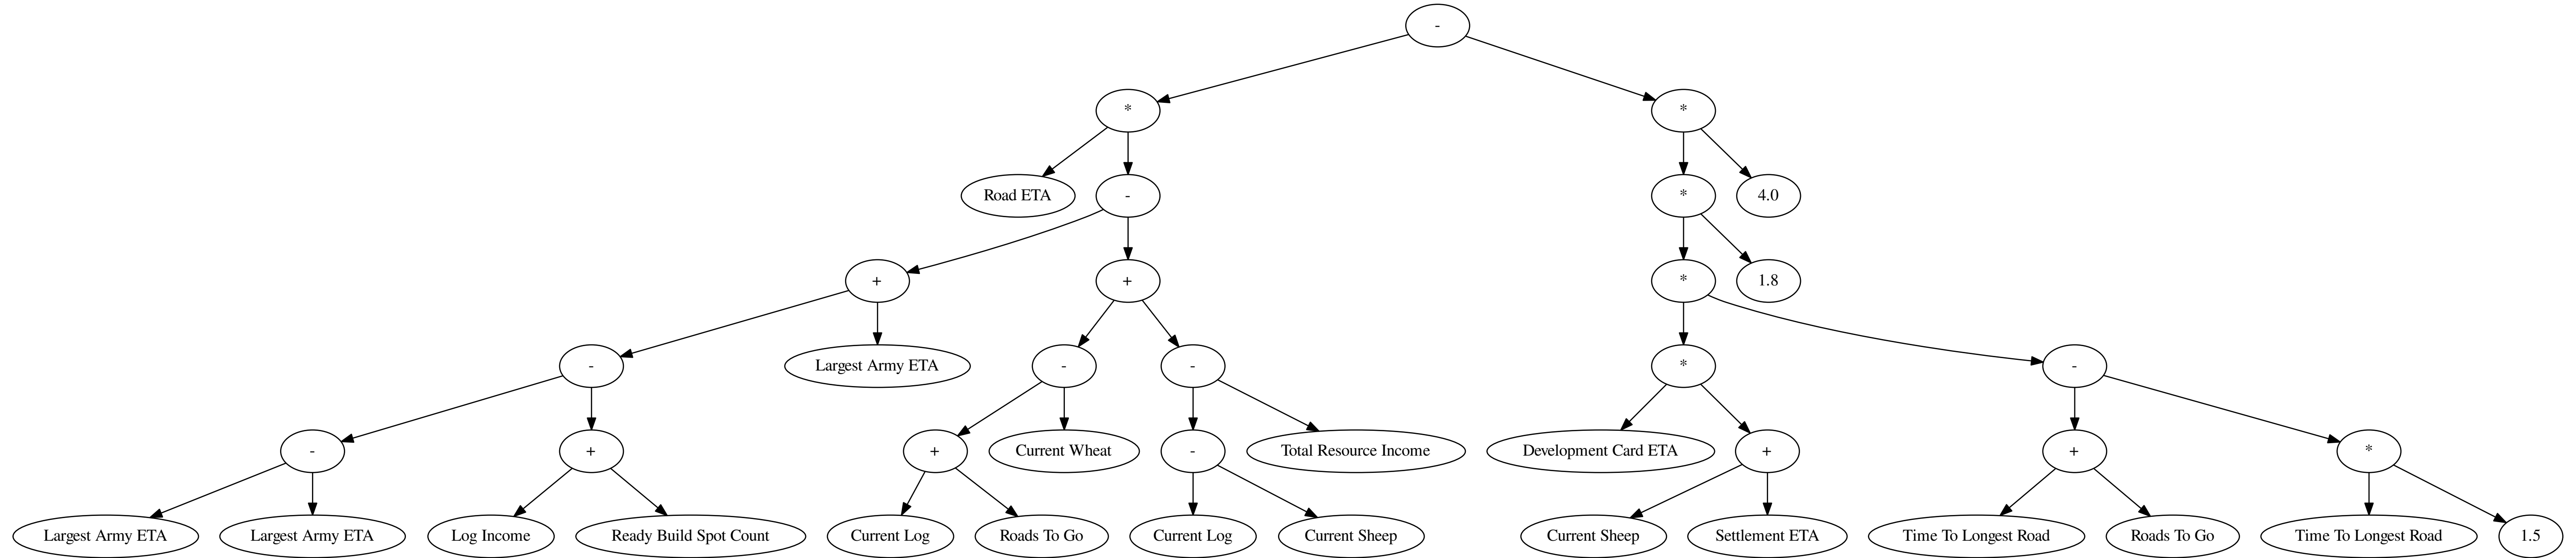 -
*
*
Road ETA
-
*
4.0
+
+
*
1.8
-
Largest Army ETA
-
-
*
-
-
+
+
Current Wheat
-
Total Resource Income
Development Card ETA
+
+
*
Largest Army ETA
Largest Army ETA
Log Income
Ready Build Spot Count
Current Log
Roads To Go
Current Log
Current Sheep
Current Sheep
Settlement ETA
Time To Longest Road
Roads To Go
Time To Longest Road
1.5